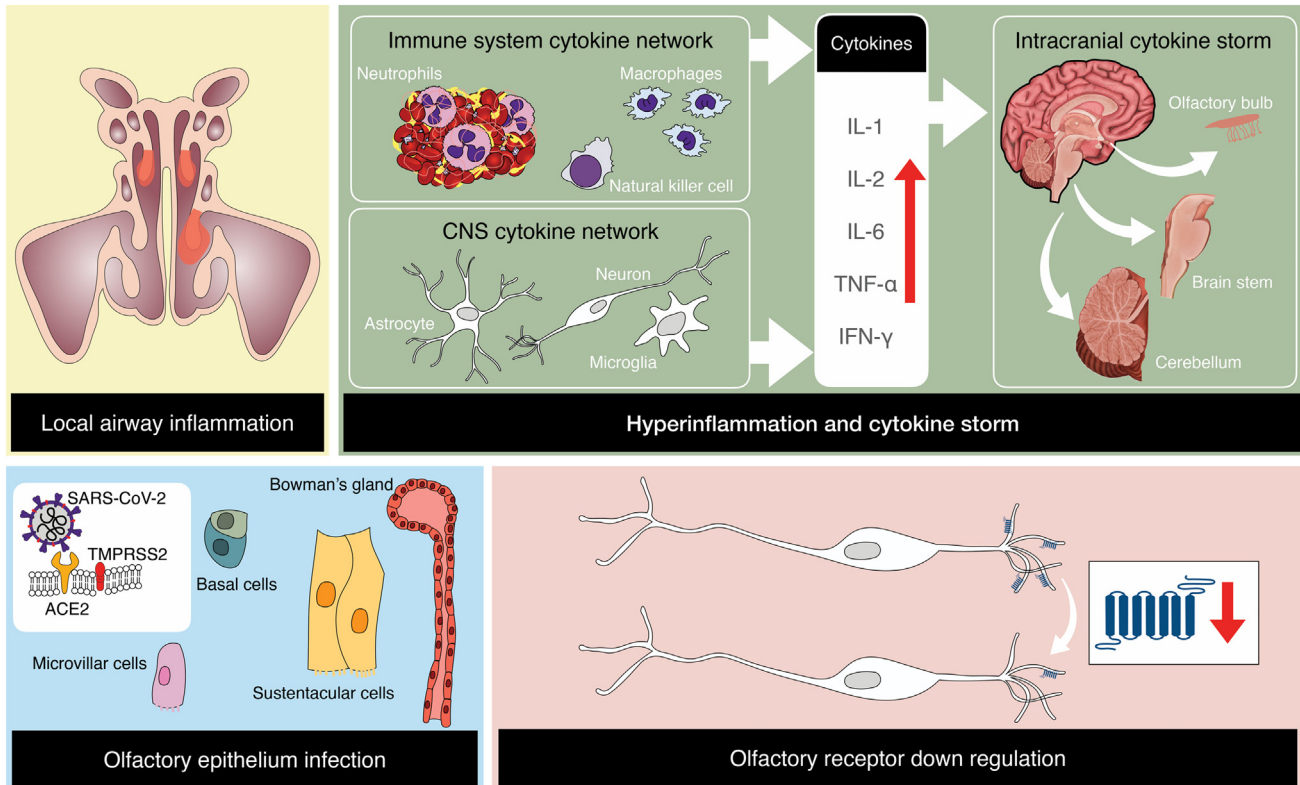 Local airway inflammation
Immune system cytokine network
Neutrophils
Macrophages
Natural killer cell
CNS cytokine network
Neuron
Astrocyte
Microglia
Cytokines
IL-1
IL-2
IL-6
TNF-α
IFN-γ
Intracranial cytokine storm
Olfactory bulb
Brain stem
Cerebellum
Hyperinflammation and cytokine storm
SARS-CoV-2
TMPRSS2
ACE2
Basal cells
Bowman's gland
Microvillar cells
Sustentacular cells
Olfactory epithelium infection
Olfactory receptor down regulation